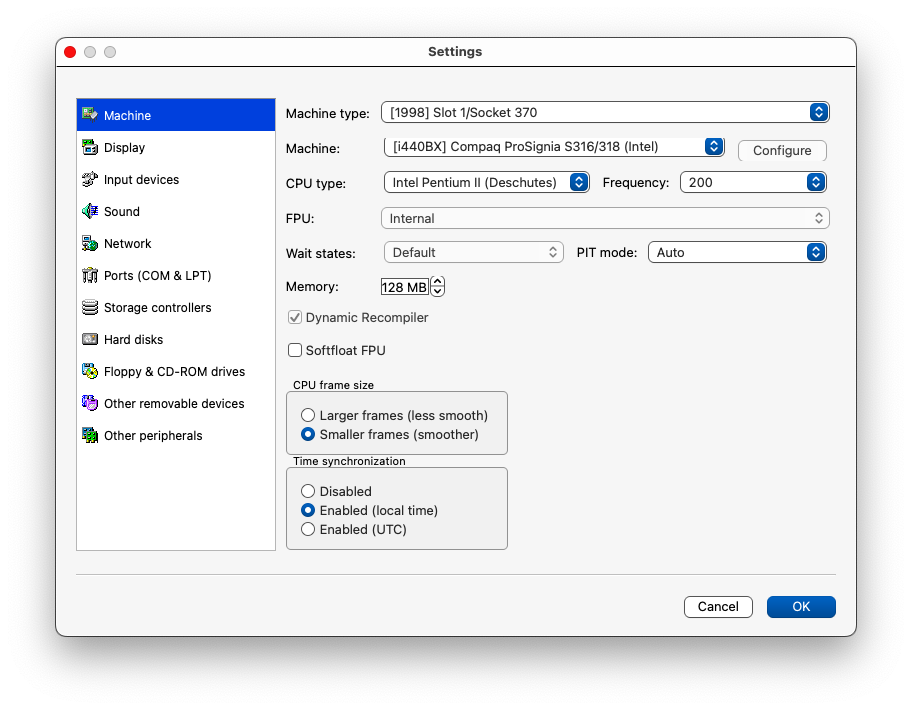 Settings
Machine
Display
Input devices
Sound
Network
Ports (COM & LPT)
Storage controllers
Hard disks
Floppy & CD-ROM drives
Other removable devices
Other peripherals
Machine type: [1998] Slot 1/Socket 370
Machine: [i440BX] Compaq ProSignia S316/318 (Intel) Configure
CPU type: Intel Pentium II (Deschutes) Frequency: 200
FPU: Internal
Wait states: Default PIT mode: Auto
Memory: 128 MB
Dynamic Recompiler
Softfloat FPU
CPU frame size
Larger frames (less smooth)
Smaller frames (smoother)
Time synchronization
Disabled
Enabled (local time)
Enabled (UTC)
Cancel OK